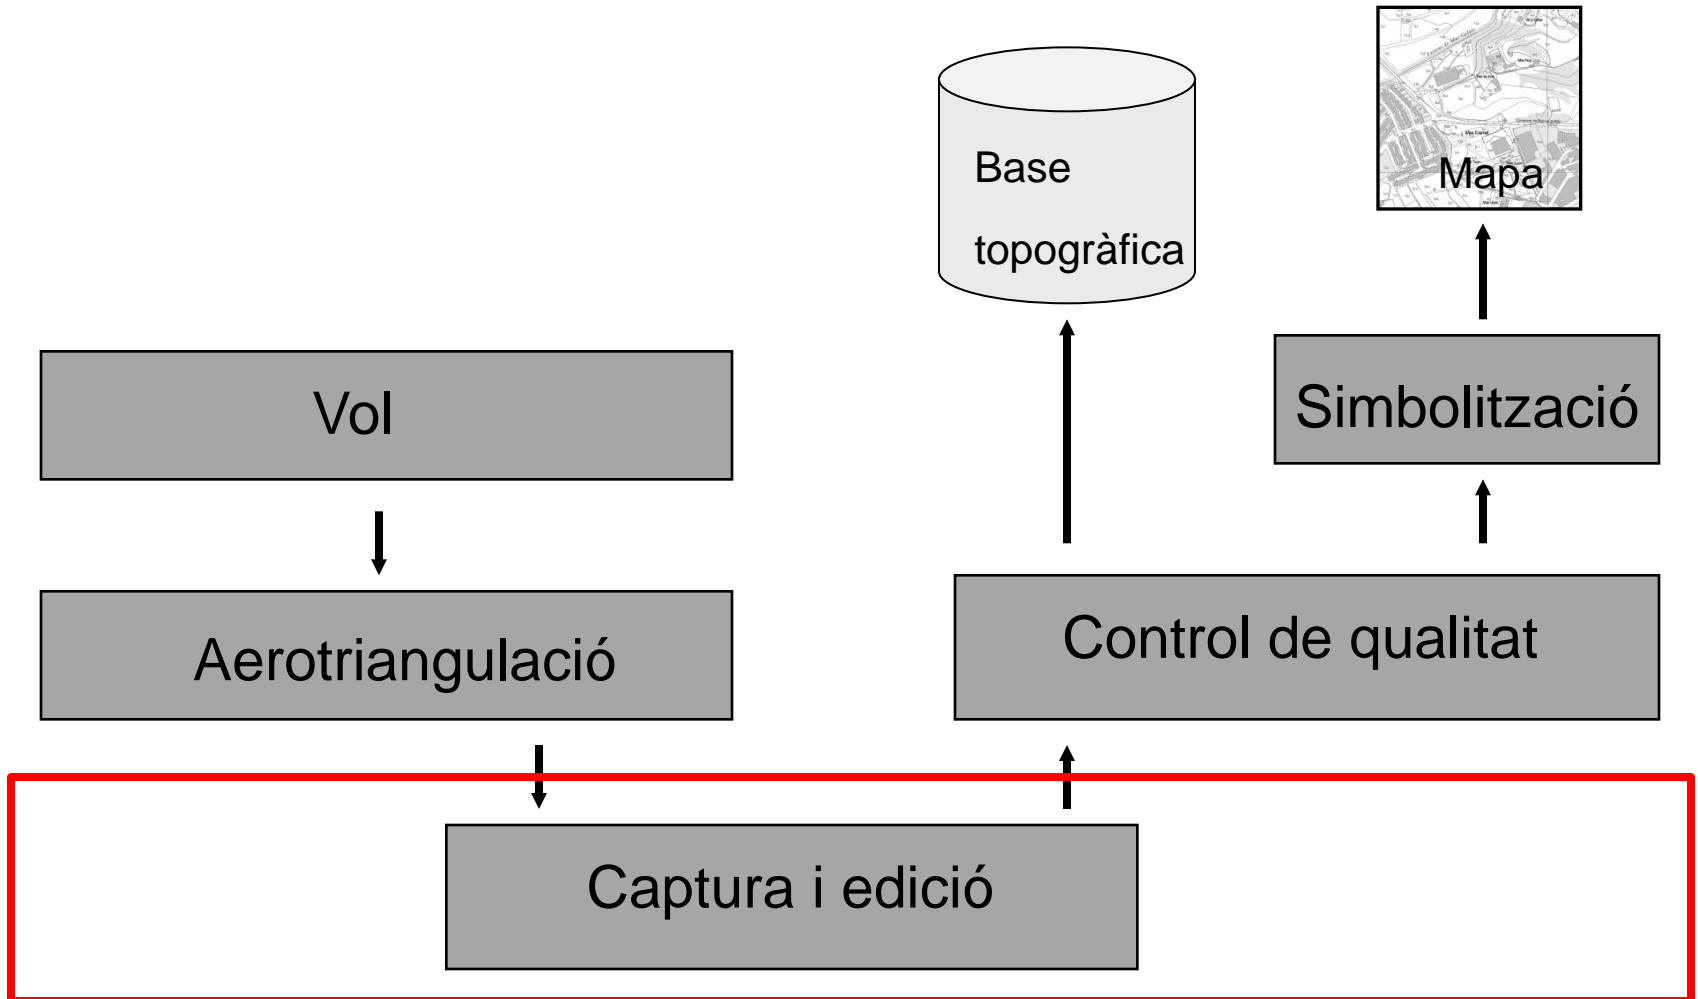 Base
topogràfica
Mapa
Vol
Simbolització
Aerotriangulació
Control de qualitat
Captura i edició